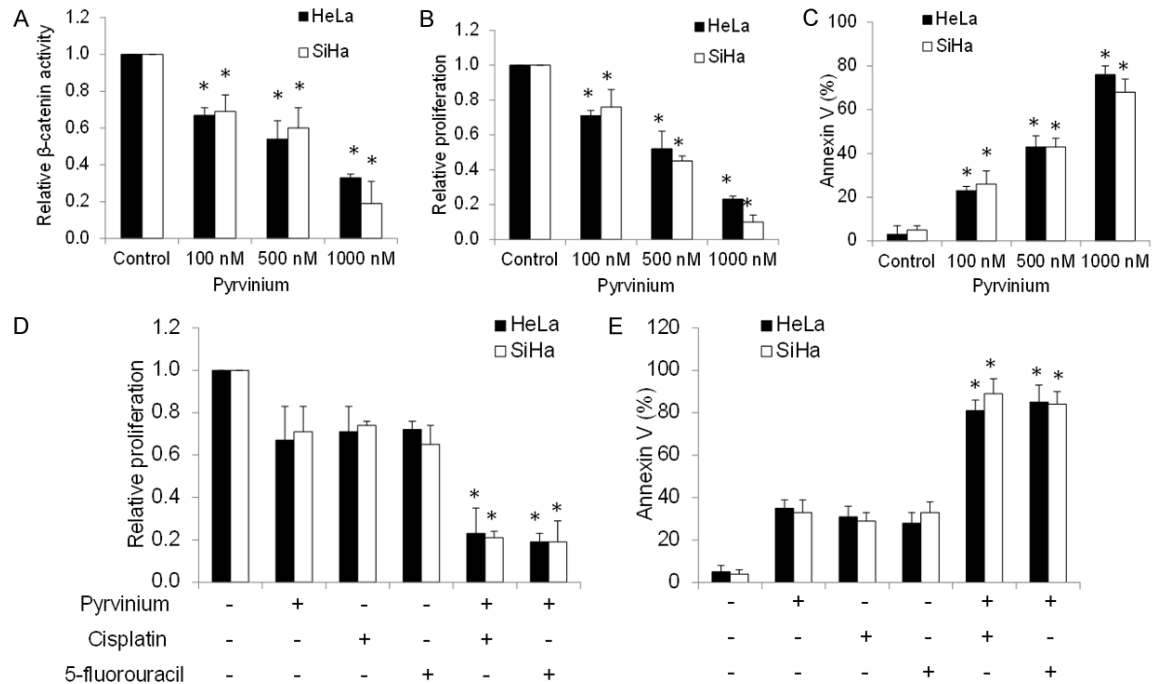 A
HeLa
SiHa
Relative β-catenin activity
1.2
1.0
0.8
0.6
0.4
0.2
0.0
* * * * * *
Control 100 nM 500 nM 1000 nM
Pyrvinium
B
HeLa
SiHa
Relative proliferation
1.2
1.0
0.8
0.6
0.4
0.2
0.0
* * * * * *
Control 100 nM 500 nM 1000 nM
Pyrvinium
C
HeLa
SiHa
Annexin V (%)
100
80
60
40
20
0
* * * * * *
Control 100 nM 500 nM 1000 nM
Pyrvinium
D
HeLa
SiHa
Relative proliferation
1.2
1.0
0.8
0.6
0.4
0.2
0.0
* * * *
Pyrvinium - + - - + +
Cisplatin - - + - + -
5-fluorouracil - - - + - +
E
HeLa
SiHa
Annexin V (%)
120
100
80
60
40
20
0
* * * *
- + - - + +
- - + - + -
- - - + - +